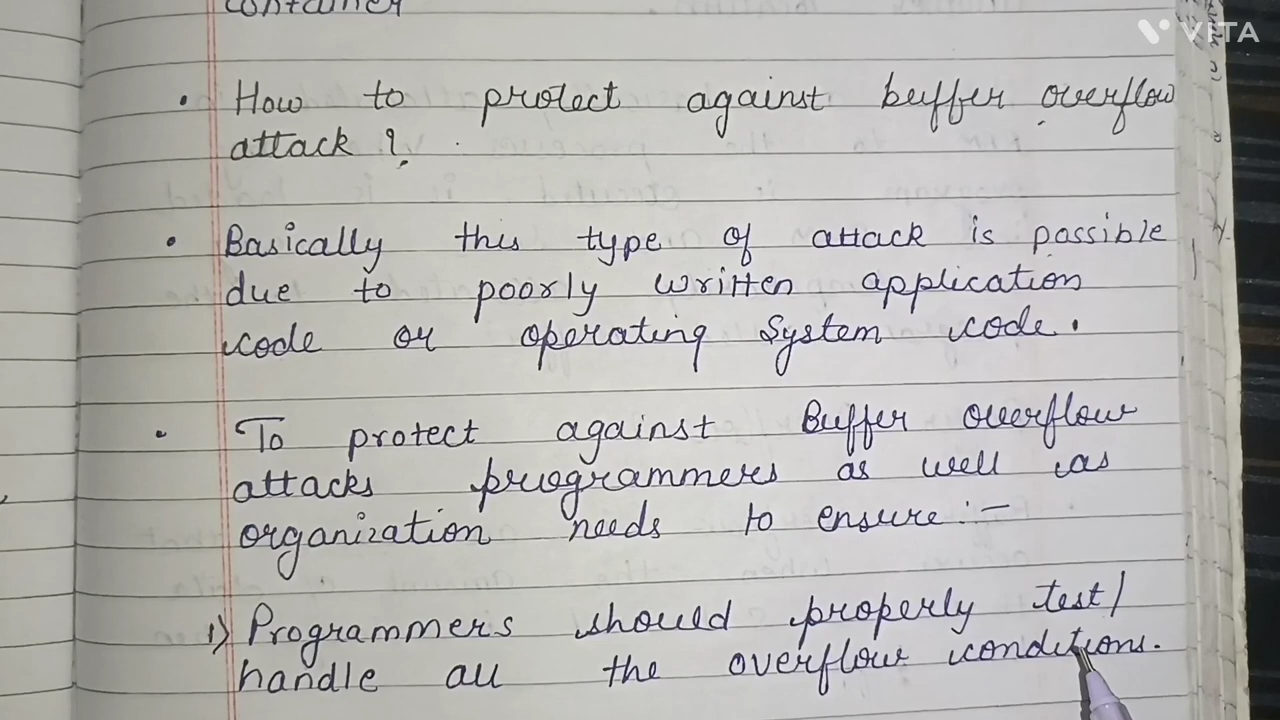 container
• How to protect against buffer overflow
attack ?
• Basically this type of attack is possible
due to poorly written application
code or operating System code.
• To protect against Buffer overflow
attacks programmers as well as
organization needs to ensure :-
1) Programmers should properly test/
handle all the overflow conditions.
VITA